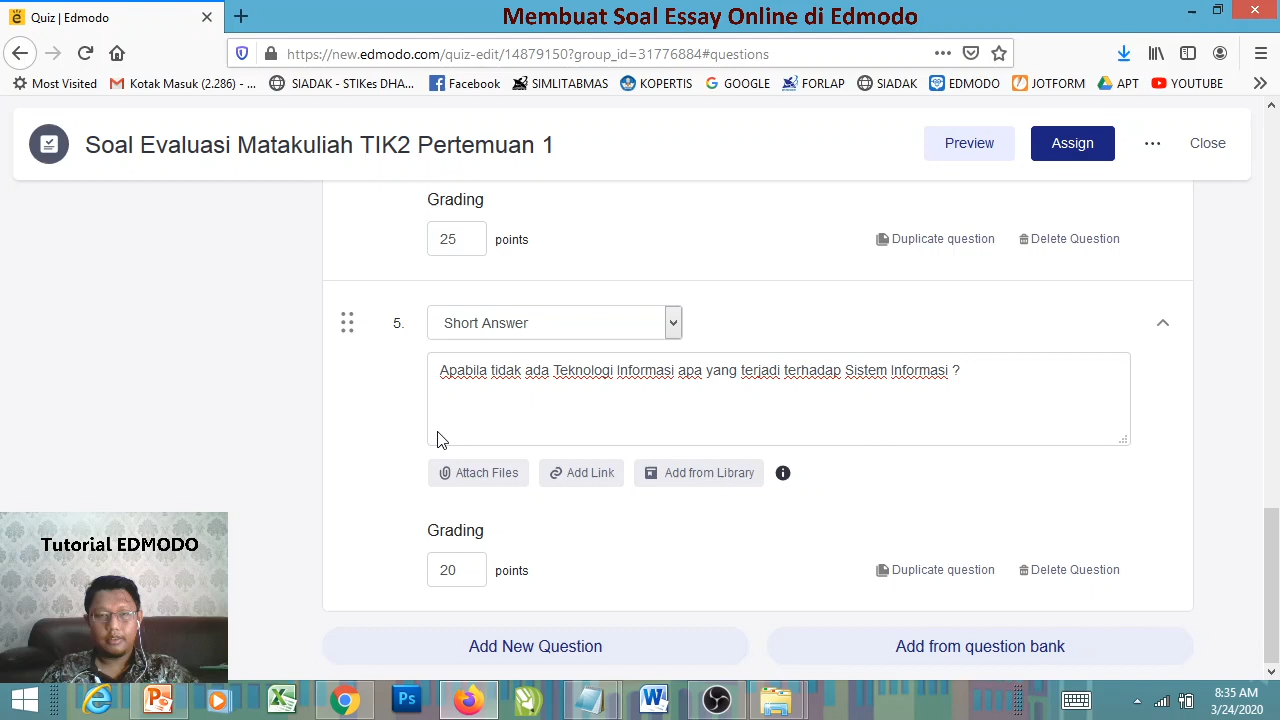 Quiz | Edmodo
Membuat Soal Essay Online di Edmodo
https://new.edmodo.com/quiz-edit/14879150?group_id=31776884#questions
Most Visited
Kotak Masuk (2.286) - ...
SIADAK - STIKes DHA...
Facebook
SIMLITABMAS
KOPERTIS
GOOGLE
FORLAP
SIADAK
EDMODO
JOTFORM
APT
YOUTUBE
Soal Evaluasi Matakuliah TIK2 Pertemuan 1
Preview
Assign
Close
Grading
25 points
Duplicate question
Delete Question
5.
Short Answer
Apabila tidak ada Teknologi Informasi apa yang terjadi terhadap Sistem Informasi ?
Attach Files
Add Link
Add from Library
Grading
20 points
Duplicate question
Delete Question
Add New Question
Add from question bank
Tutorial EDMODO
8:35 AM
3/24/2020